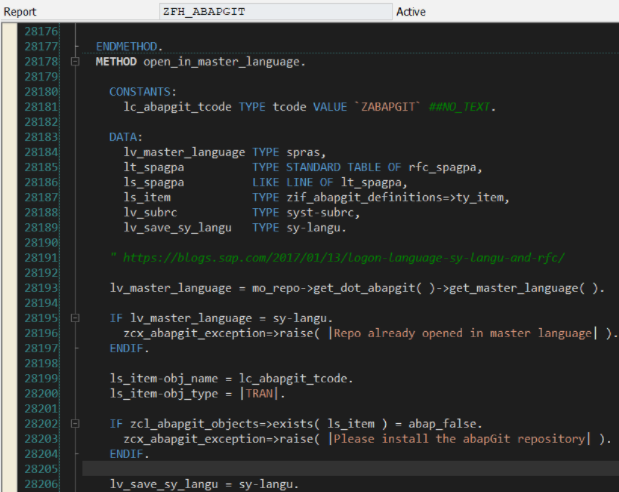 Report ZFH_ABAPGIT Active
28176
28177 ENDMETHOD.
28178 METHOD open_in_master_language.
28179
28180 CONSTANTS:
28181 lc_abapgit_tcode TYPE tcode VALUE `ZABAPGIT` ##NO_TEXT.
28182
28183 DATA:
28184 lv_master_language TYPE spras,
28185 lt_spagpa TYPE STANDARD TABLE OF rfc_spagpa,
28186 ls_spagpa LIKE LINE OF lt_spagpa,
28187 ls_item TYPE zif_abapgit_definitions=>ty_item,
28188 lv_subrc TYPE syst-subrc,
28189 lv_save_sy_langu TYPE sy-langu.
28190
28191 " https://blogs.sap.com/2017/01/13/logon-language-sy-langu-and-rfc/
28192
28193 lv_master_language = mo_repo->get_dot_abapgit( )->get_master_language( ).
28194
28195 IF lv_master_language = sy-langu.
28196 zcx_abapgit_exception=>raise( |Repo already opened in master language| ).
28197 ENDIF.
28198
28199 ls_item-obj_name = lc_abapgit_tcode.
28200 ls_item-obj_type = |TRAN|.
28201
28202 IF zcl_abapgit_objects=>exists( ls_item ) = abap_false.
28203 zcx_abapgit_exception=>raise( |Please install the abapGit repository| ).
28204 ENDIF.
28205
28206 lv_save_sy_langu = sy-langu.